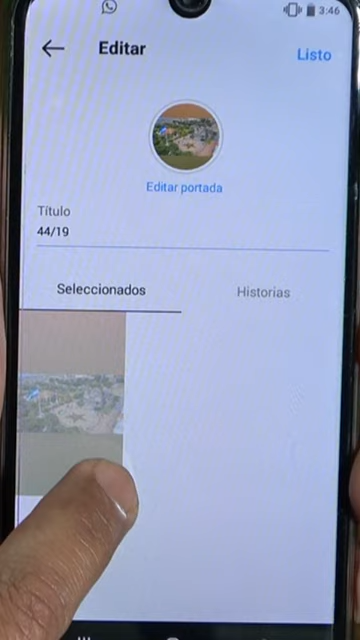 3:46
Editar
Listo
Editar portada
Título
44/19
Seleccionados
Historias